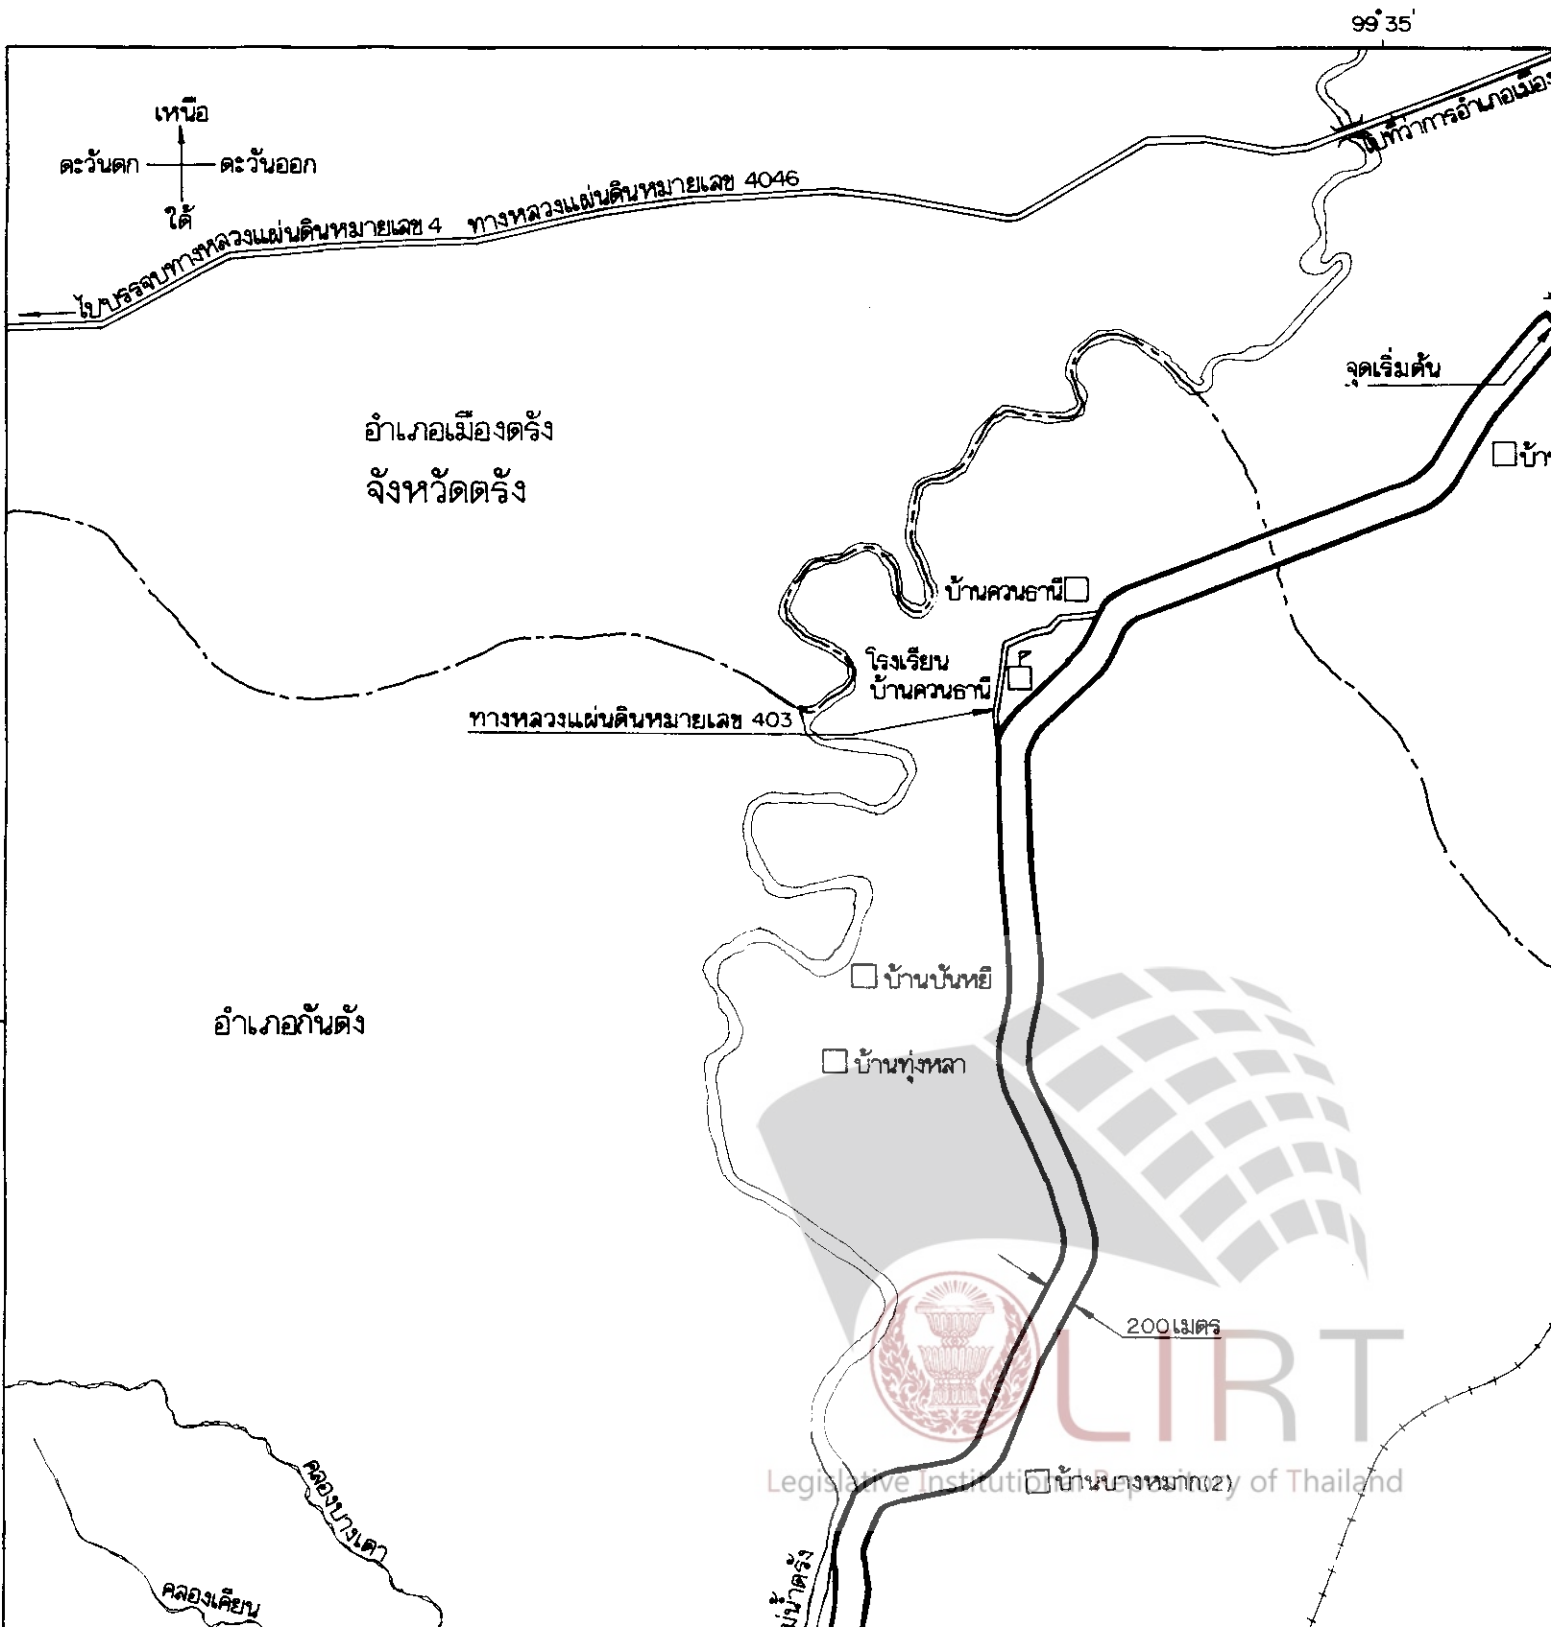 99°35'
เหนือ
ตะวันตก
ตะวันออก
ใต้
ไปบรรจบทางหลวงแผ่นดินหมายเลข 4
ทางหลวงแผ่นดินหมายเลข 4046
ไปที่ว่าการอำเภอเมือง
จุดเริ่มต้น
อำเภอเมืองตรัง
จังหวัดตรัง
บ้านควนธานี
โรงเรียน
บ้านควนธานี
ทางหลวงแผ่นดินหมายเลข 403
บ้านปันหยี
อำเภอกันตัง
บ้านทุ่งหลา
200 เมตร
LIRT
Legislative Institutional Repository of Thailand
บ้านบางหมาก(2)
คลองบางเตา
คลองเคียน